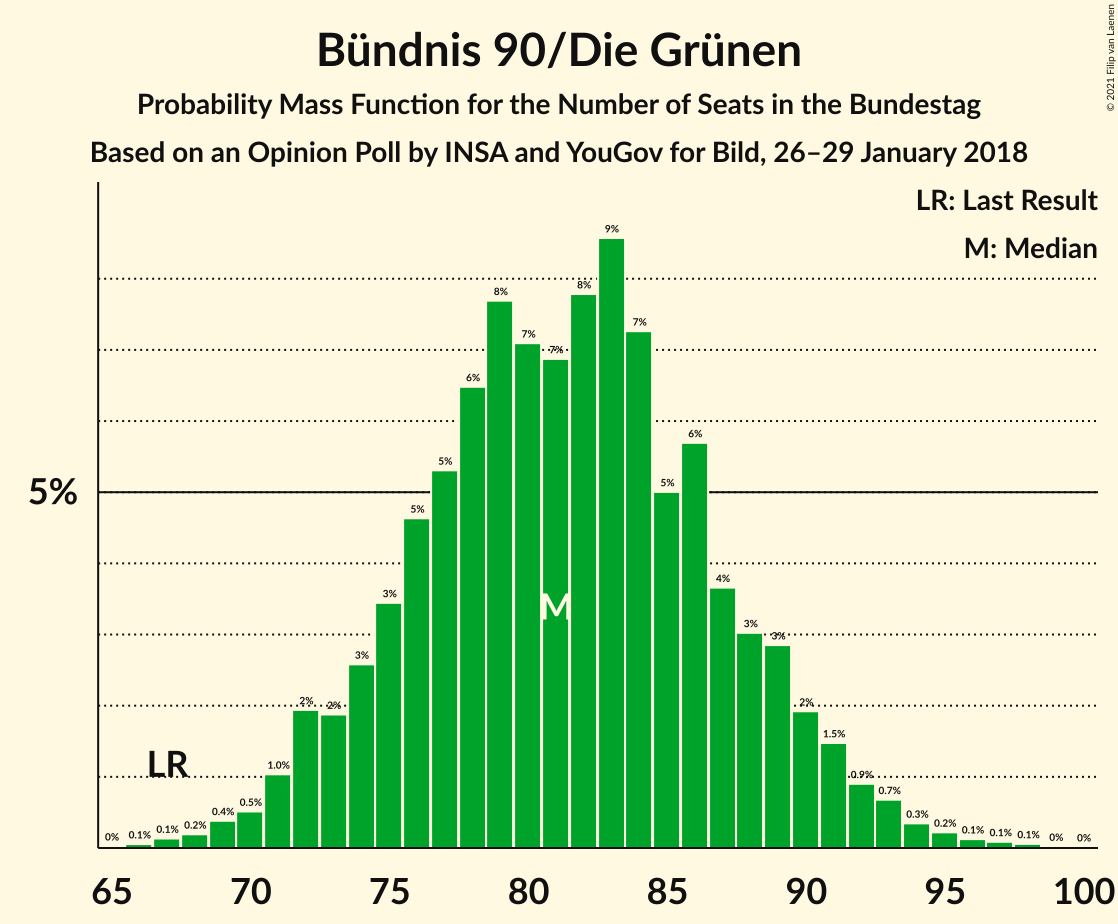 Bündnis 90/Die Grünen
Probability Mass Function for the Number of Seats in the Bundestag
Based on an Opinion Poll by INSA and YouGov for Bild, 26–29 January 2018
© 2021 Filip van Laenen
LR: Last Result
M: Median
5%
LR
M
0% 0.1% 0.1% 0.2% 0.4% 0.5% 1.0% 2% 2% 3% 3% 5% 5% 6% 8% 7% 7% 8% 9% 7% 5% 6% 4% 3% 3% 2% 1.5% 0.9% 0.7% 0.3% 0.2% 0.1% 0.1% 0.1% 0% 0%
65 70 75 80 85 90 95 100